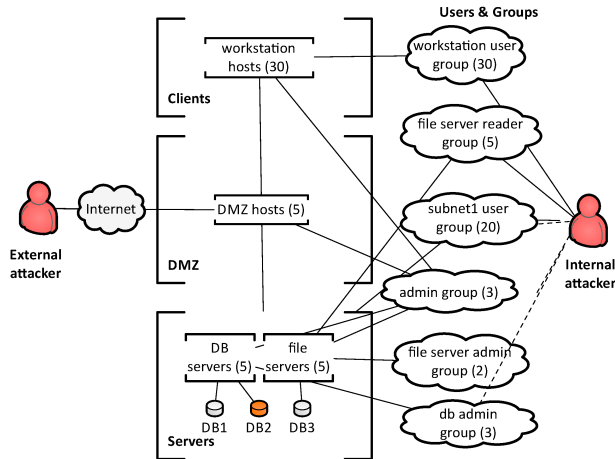 Users & Groups
workstation
hosts (30)
workstation user
group (30)
Clients
file server reader
group (5)
Internet
DMZ hosts (5)
subnet1 user
group (20)
External
attacker
DMZ
Internal
attacker
admin group (3)
DB
servers (5)
file
servers (5)
file server admin
group (2)
DB1
DB2
DB3
db admin
group (3)
Servers